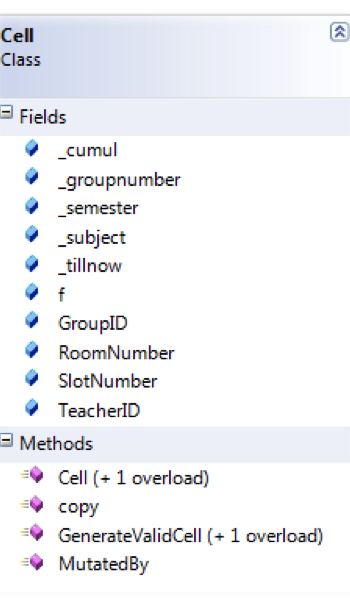 Cell
Class
Fields
_cumul
_groupnumber
_semester
_subject
_tillnow
f
GroupID
RoomNumber
SlotNumber
TeacherID
Methods
Cell (+ 1 overload)
copy
GenerateValidCell (+ 1 overload)
MutatedBy